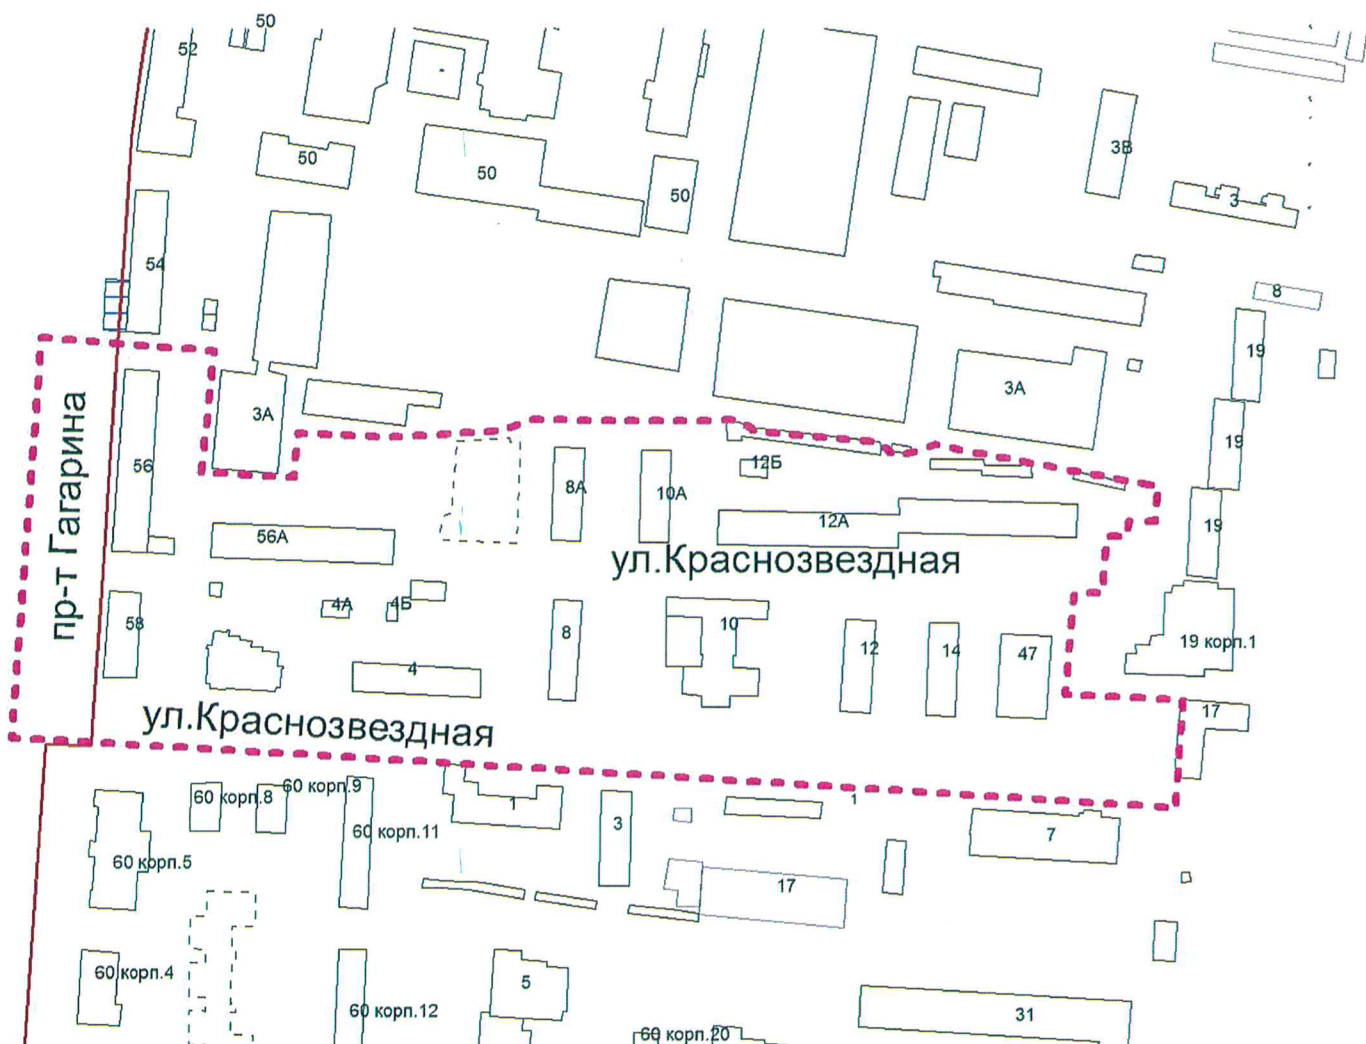 50
52
50
50
50
3В
3
54
8
19
3А
3А
пр-т Гагарина
19
56
12Б
8А
10А
12А
19
56А
ул.Краснозвездная
4А
4Б
58
8
10
12
14
47
19 корп.1
4
17
ул.Краснозвездная
60 корп.8
60 корп.9
1
1
3
60 корп.11
7
60 корп.5
17
60 корп.4
5
60 корп.12
31
60 корп.20